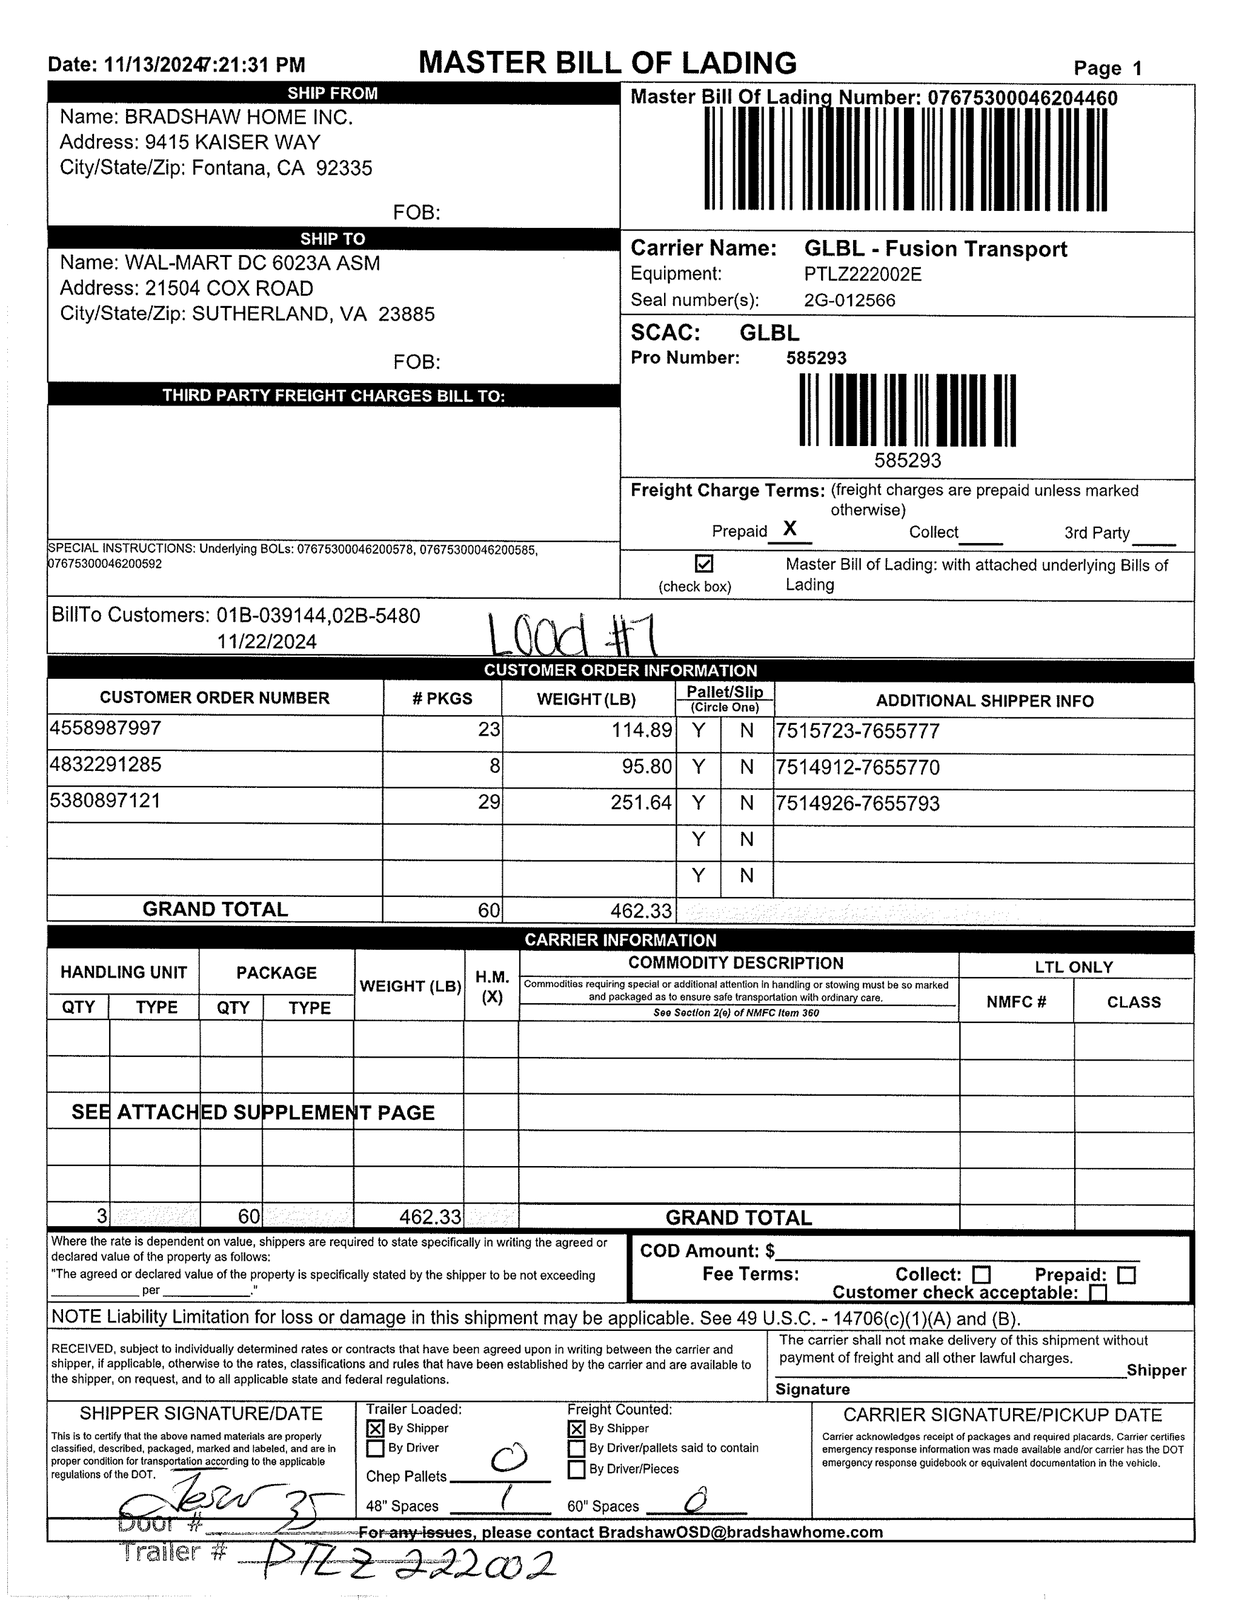 Date: 11/13/2024 7:21:31 PM
MASTER BILL OF LADING
Page 1
SHIP FROM
Name: BRADSHAW HOME INC.
Address: 9415 KAISER WAY
City/State/Zip: Fontana, CA 92335
FOB:
Master Bill Of Lading Number: 07675300046204460
SHIP TO
Name: WAL-MART DC 6023A ASM
Address: 21504 COX ROAD
City/State/Zip: SUTHERLAND, VA 23885
FOB:
Carrier Name: GLBL - Fusion Transport
Equipment: PTLZ222002E
Seal number(s): 2G-012566
SCAC: GLBL
Pro Number: 585293
585293
THIRD PARTY FREIGHT CHARGES BILL TO:
Freight Charge Terms: (freight charges are prepaid unless marked
otherwise)
Prepaid X Collect 3rd Party
SPECIAL INSTRUCTIONS: Underlying BOLs: 07675300046200578, 07675300046200585,
07675300046200592
(check box)
Master Bill of Lading: with attached underlying Bills of
Lading
BillTo Customers: 01B-039144,02B-5480
11/22/2024
Load #7
CUSTOMER ORDER INFORMATION
CUSTOMER ORDER NUMBER # PKGS WEIGHT (LB) Pallet/Slip (Circle One) ADDITIONAL SHIPPER INFO
4558987997 23 114.89 Y N 7515723-7655777
4832291285 8 95.80 Y N 7514912-7655770
5380897121 29 251.64 Y N 7514926-7655793
Y N
Y N
GRAND TOTAL 60 462.33
CARRIER INFORMATION
HANDLING UNIT PACKAGE WEIGHT (LB) H.M. (X) COMMODITY DESCRIPTION LTL ONLY
Commodities requiring special or additional attention in handling or stowing must be so marked
and packaged as to ensure safe transportation with ordinary care.
See Section 2(e) of NMFC Item 360
QTY TYPE QTY TYPE NMFC # CLASS
SEE ATTACHED SUPPLEMENT PAGE
3 60 462.33 GRAND TOTAL
Where the rate is dependent on value, shippers are required to state specifically in writing the agreed or
declared value of the property as follows:
"The agreed or declared value of the property is specifically stated by the shipper to be not exceeding
per ."
COD Amount: $
Fee Terms: Collect: Prepaid:
Customer check acceptable:
NOTE Liability Limitation for loss or damage in this shipment may be applicable. See 49 U.S.C. - 14706(c)(1)(A) and (B).
RECEIVED, subject to individually determined rates or contracts that have been agreed upon in writing between the carrier and
shipper, if applicable, otherwise to the rates, classifications and rules that have been established by the carrier and are available to
the shipper, on request, and to all applicable state and federal regulations.
The carrier shall not make delivery of this shipment without
payment of freight and all other lawful charges.
Shipper
Signature
SHIPPER SIGNATURE/DATE
This is to certify that the above named materials are properly
classified, described, packaged, marked and labeled, and are in
proper condition for transportation according to the applicable
regulations of the DOT.
Trailer Loaded:
X By Shipper
By Driver
Chep Pallets 0
48" Spaces 1
Freight Counted:
X By Shipper
By Driver/pallets said to contain
By Driver/Pieces
60" Spaces 0
CARRIER SIGNATURE/PICKUP DATE
Carrier acknowledges receipt of packages and required placards. Carrier certifies
emergency response information was made available and/or carrier has the DOT
emergency response guidebook or equivalent documentation in the vehicle.
Door # 35
For any issues, please contact BradshawOSD@bradshawhome.com
Trailer # PTLZ 222002